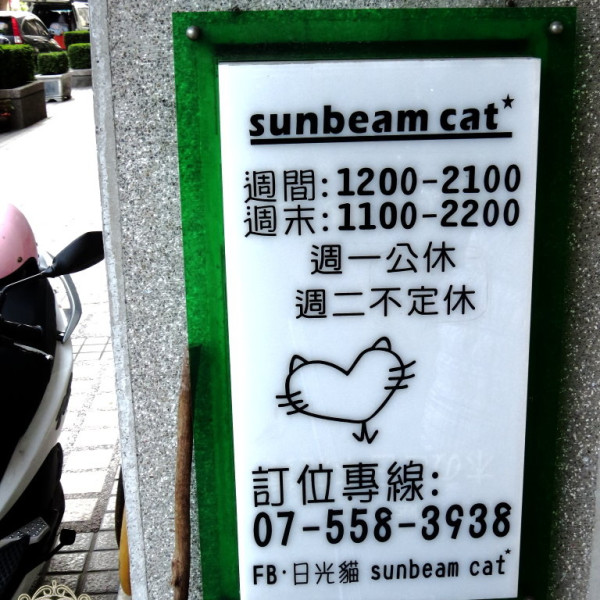 sunbeam cat★
週間:1200-2100
週末:1100-2200
週一公休
週二不定休
訂位專線:
07-558-3938
FB·日光貓 sunbeam cat★